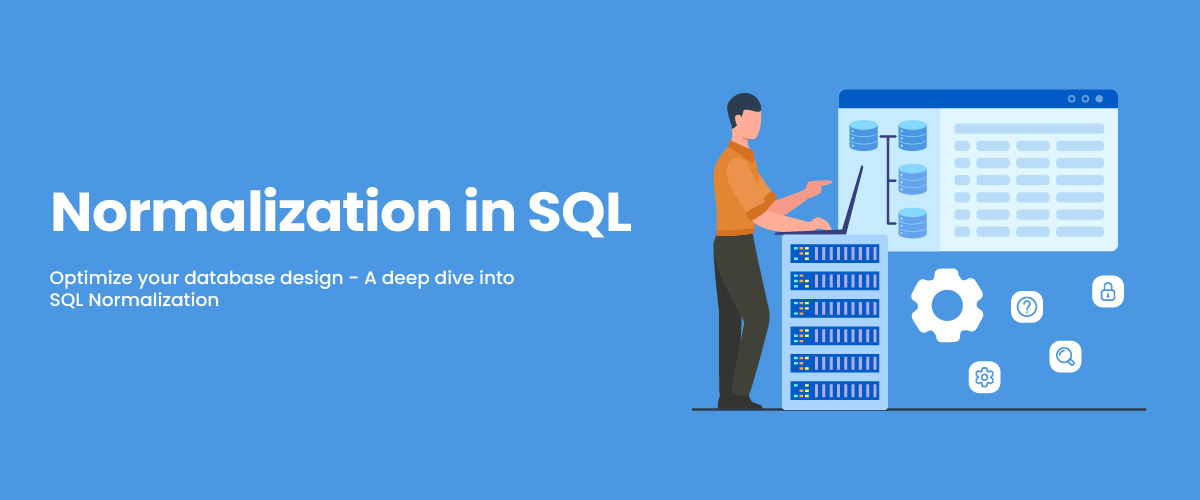 Normalization in SQL
Optimize your database design - A deep dive into
SQL Normalization